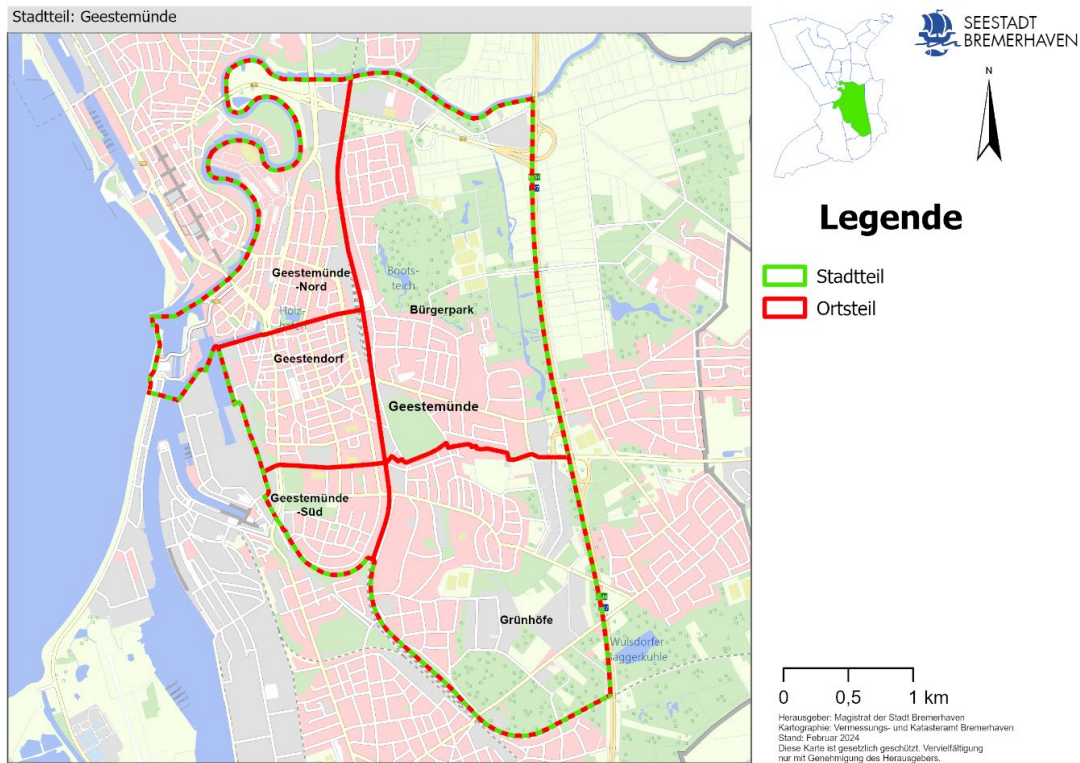 Stadtteil: Geestemünde
SEESTADT
BREMERHAVEN
N
Legende
Stadtteil
Ortsteil
Geestemünde
-Nord
Boots-
teich
Bürgerpark
Holz-
Geestendorf
Geestemünde
Geestemünde
-Süd
Grünhöfe
Wulsdorfer
aggerkuhle
0 0,5 1 km
Herausgeber: Magistrat der Stadt Bremerhaven
Kartographie: Vermessungs- und Katasteramt Bremerhaven
Stand: Februar 2024
Diese Karte ist gesetzlich geschützt. Vervielfältigung
nur mit Genehmigung des Herausgebers.